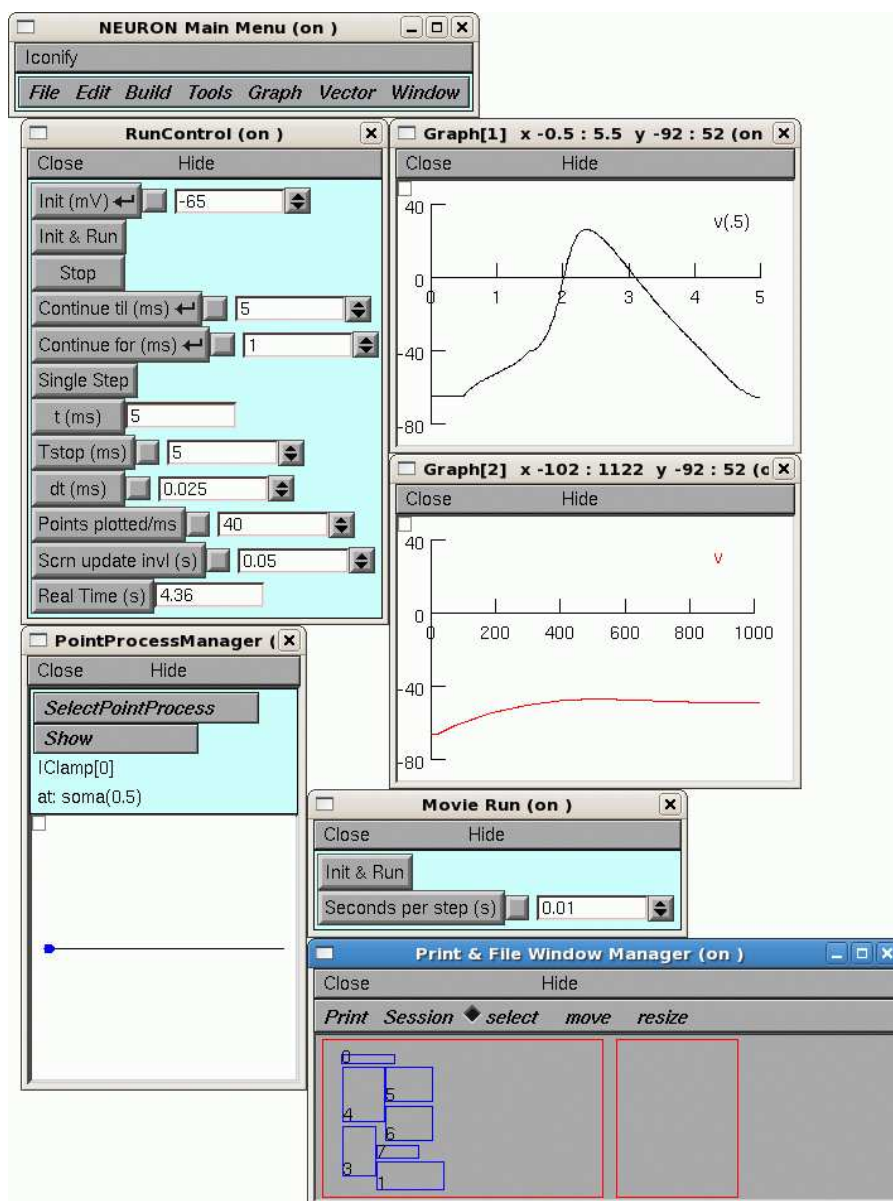 NEURON Main Menu (on )
Iconify
File Edit Build Tools Graph Vector Window
RunControl (on )
Close Hide
Init (mV) -65
Init & Run
Stop
Continue til (ms) 5
Continue for (ms) 1
Single Step
t (ms) 5
Tstop (ms) 5
dt (ms) 0.025
Points plotted/ms 40
Scrn update invl (s) 0.05
Real Time (s) 4.36
Graph[1] x -0.5 : 5.5 y -92 : 52 (on
Close Hide
40
v(.5)
0
0 1 2 3 4 5
-40
-80
Graph[2] x -102 : 1122 y -92 : 52 (o
Close Hide
40
v
0
0 200 400 600 800 1000
-40
-80
PointProcessManager (
Close Hide
SelectPointProcess
Show
IClamp[0]
at: soma(0.5)
Movie Run (on )
Close Hide
Init & Run
Seconds per step (s) 0.01
Print & File Window Manager (on )
Close Hide
Print Session select move resize
0
5
4
6
7
3
1